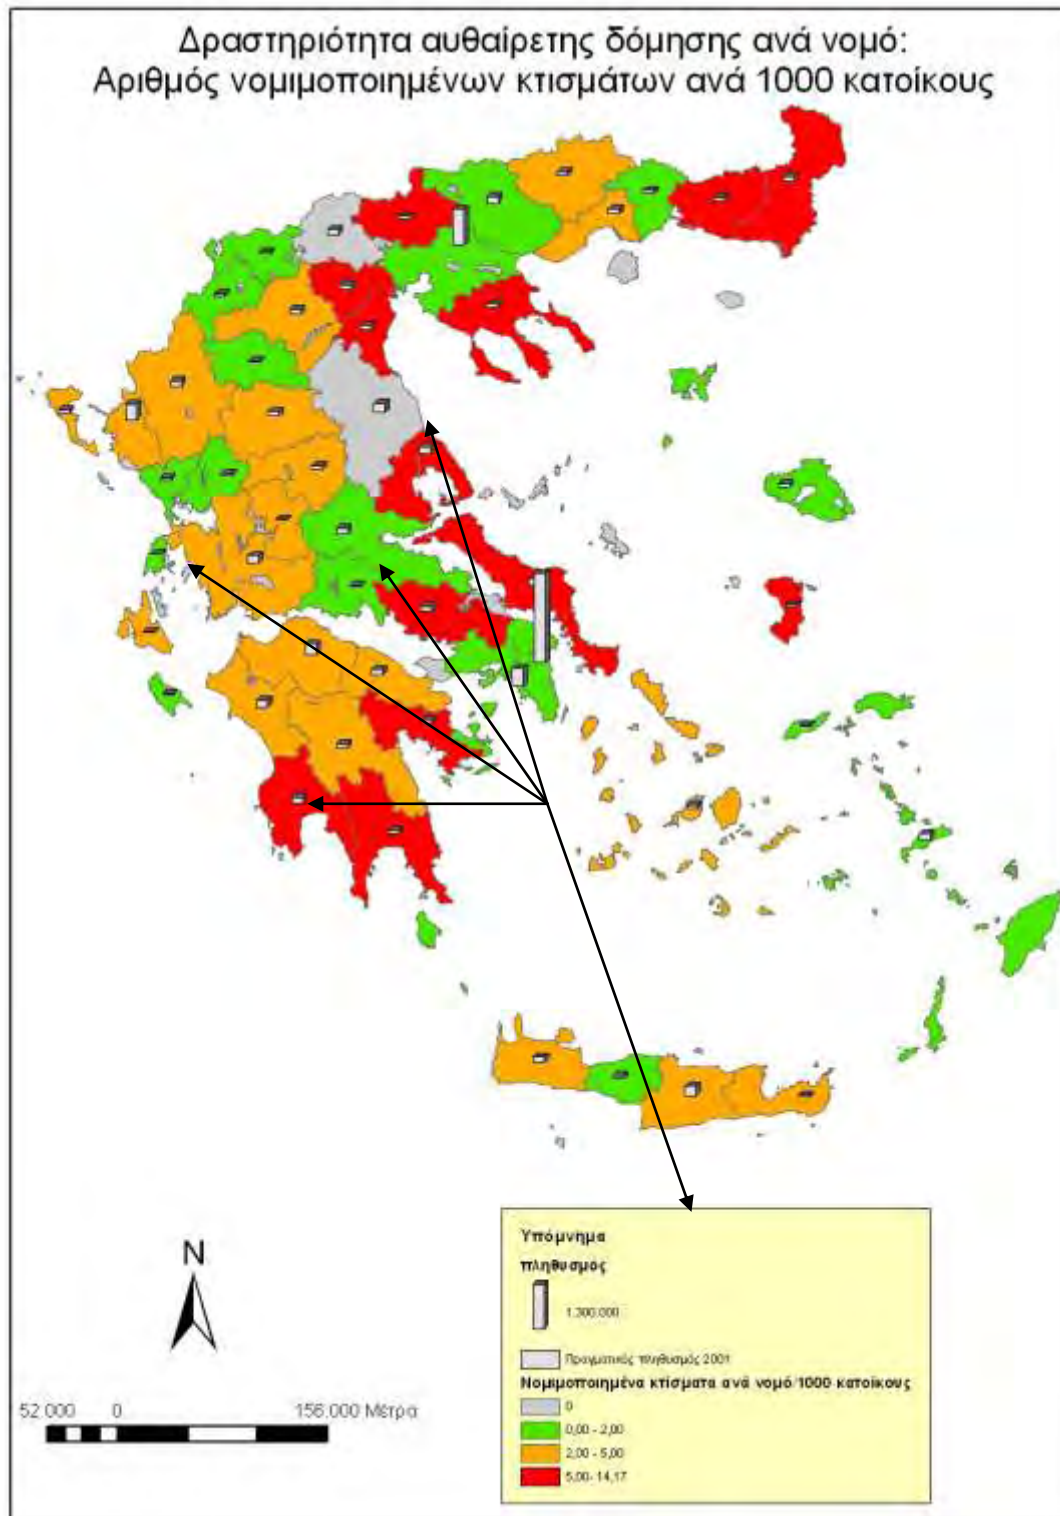 Δραστηριότητα αυθαίρετης δόμησης ανά νομό:
Αριθμός νομιμοποιημένων κτισμάτων ανά 1000 κατοίκους
N
52.000 0 156.000 Μέτρα
Υπόμνημα
πληθυσμός
1.300.000
Πραγματικός πληθυσμός 2001
Νομιμοποιημένα κτίσματα ανά νομό/1000 κατοίκους
0
0,00 - 2,00
2,00 - 5,00
5,00- 14,17